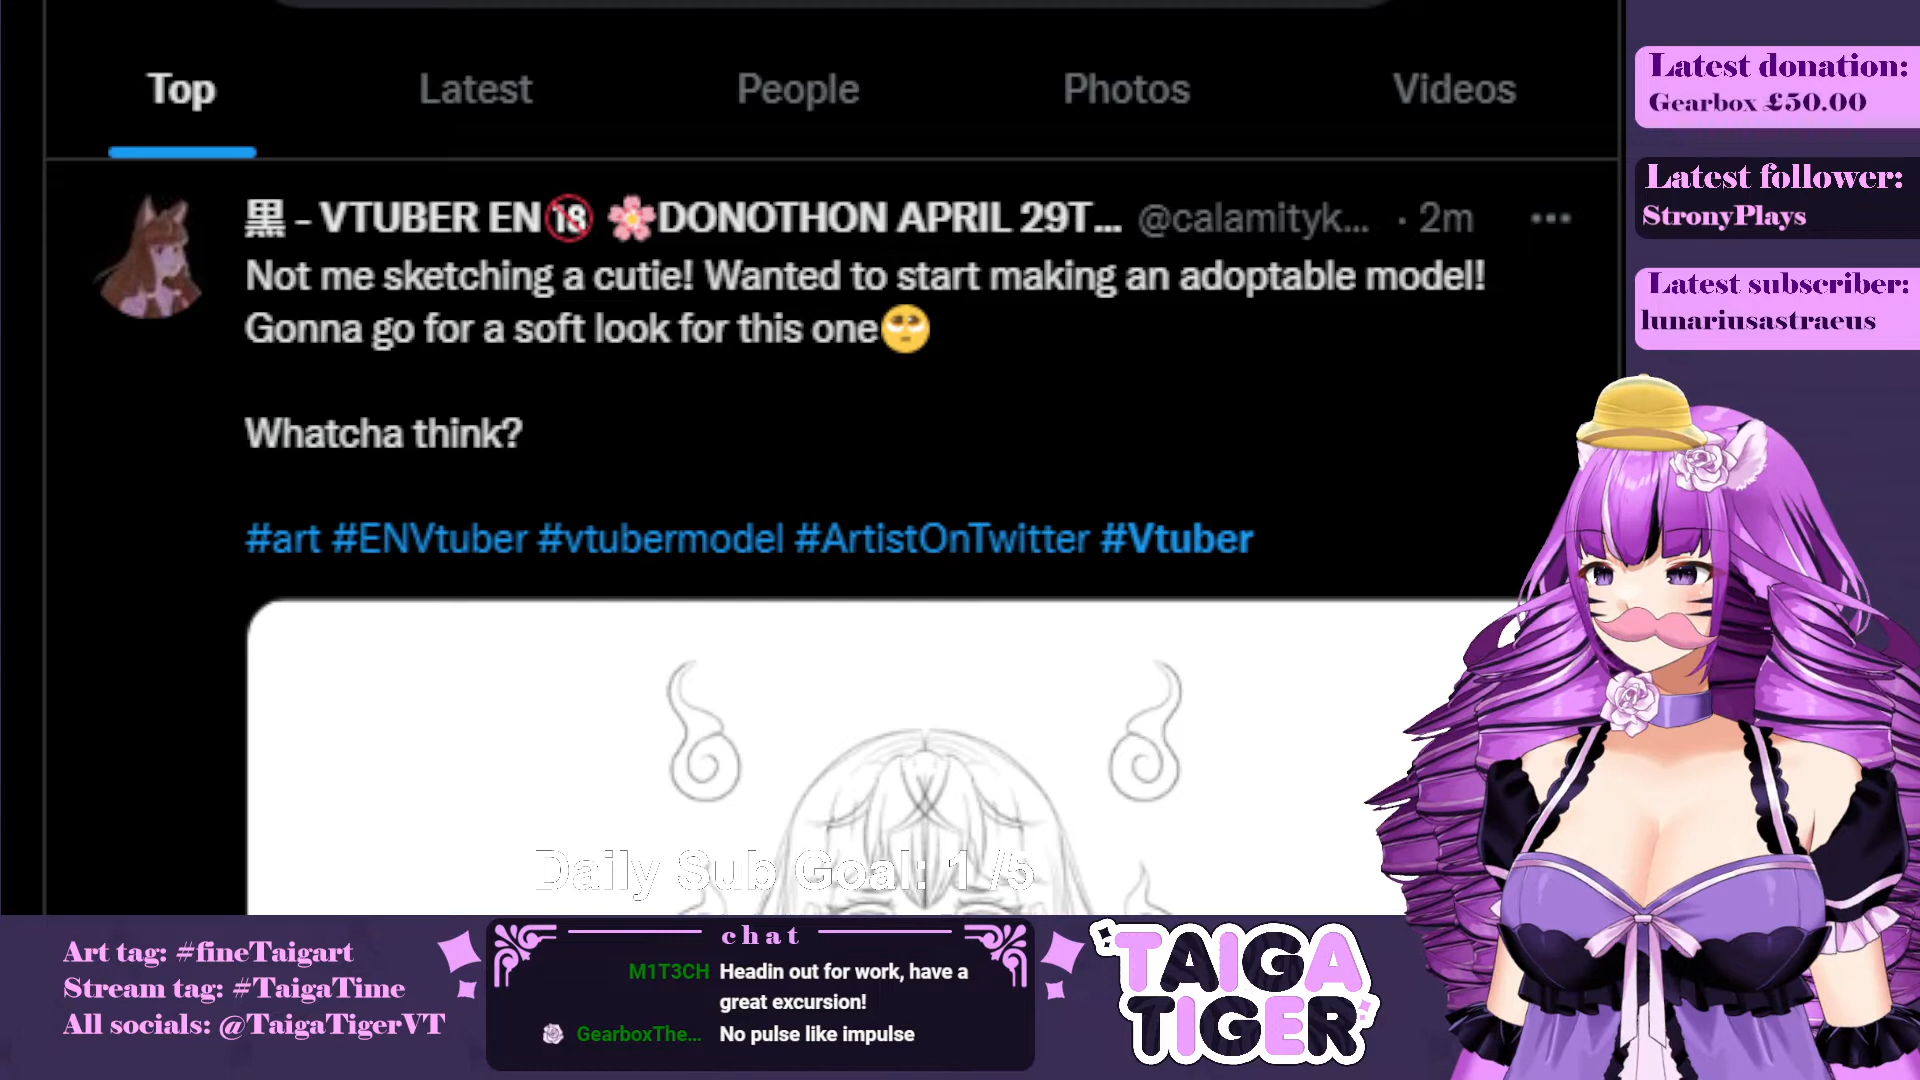 Top Latest People Photos Videos
黒 - VTUBER EN🔞 🌸DONOTHON APRIL 29T... @calamityk... · 2m
Not me sketching a cutie! Wanted to start making an adoptable model!
Gonna go for a soft look for this one🥺
Whatcha think?
#art #ENVtuber #vtubermodel #ArtistOnTwitter #Vtuber
Daily Sub Goal: 1 /5
Latest donation:
Gearbox £50.00
Latest follower:
StronyPlays
Latest subscriber:
lunariusastraeus
Art tag: #fineTaigart
Stream tag: #TaigaTime
All socials: @TaigaTigerVT
chat
M1T3CH Headin out for work, have a
great excursion!
GearboxThe... No pulse like impulse
TAIGA
TIGER